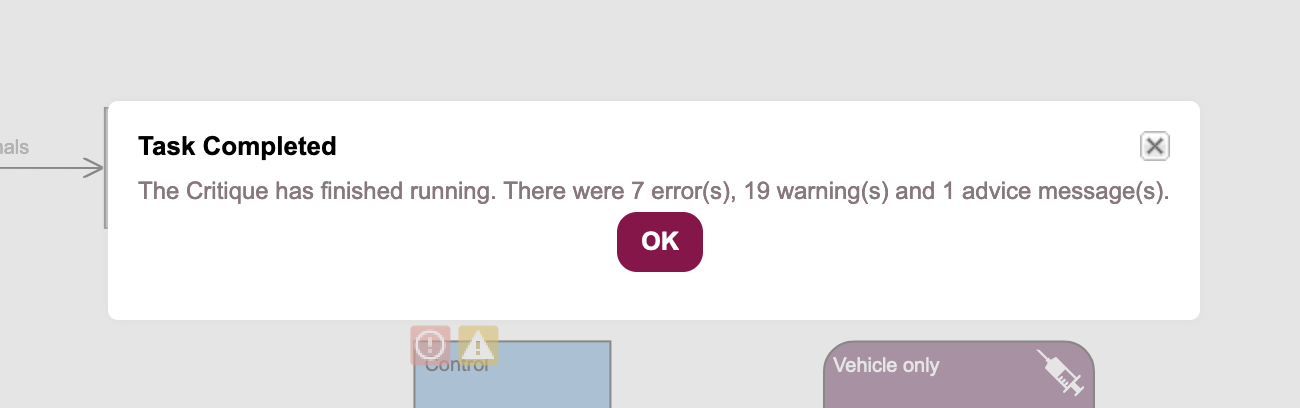 Task Completed
nals
The Critique has finished running. There were 7 error(s), 19 warning(s) and 1 advice message(s).
OK
Control
Vehicle only